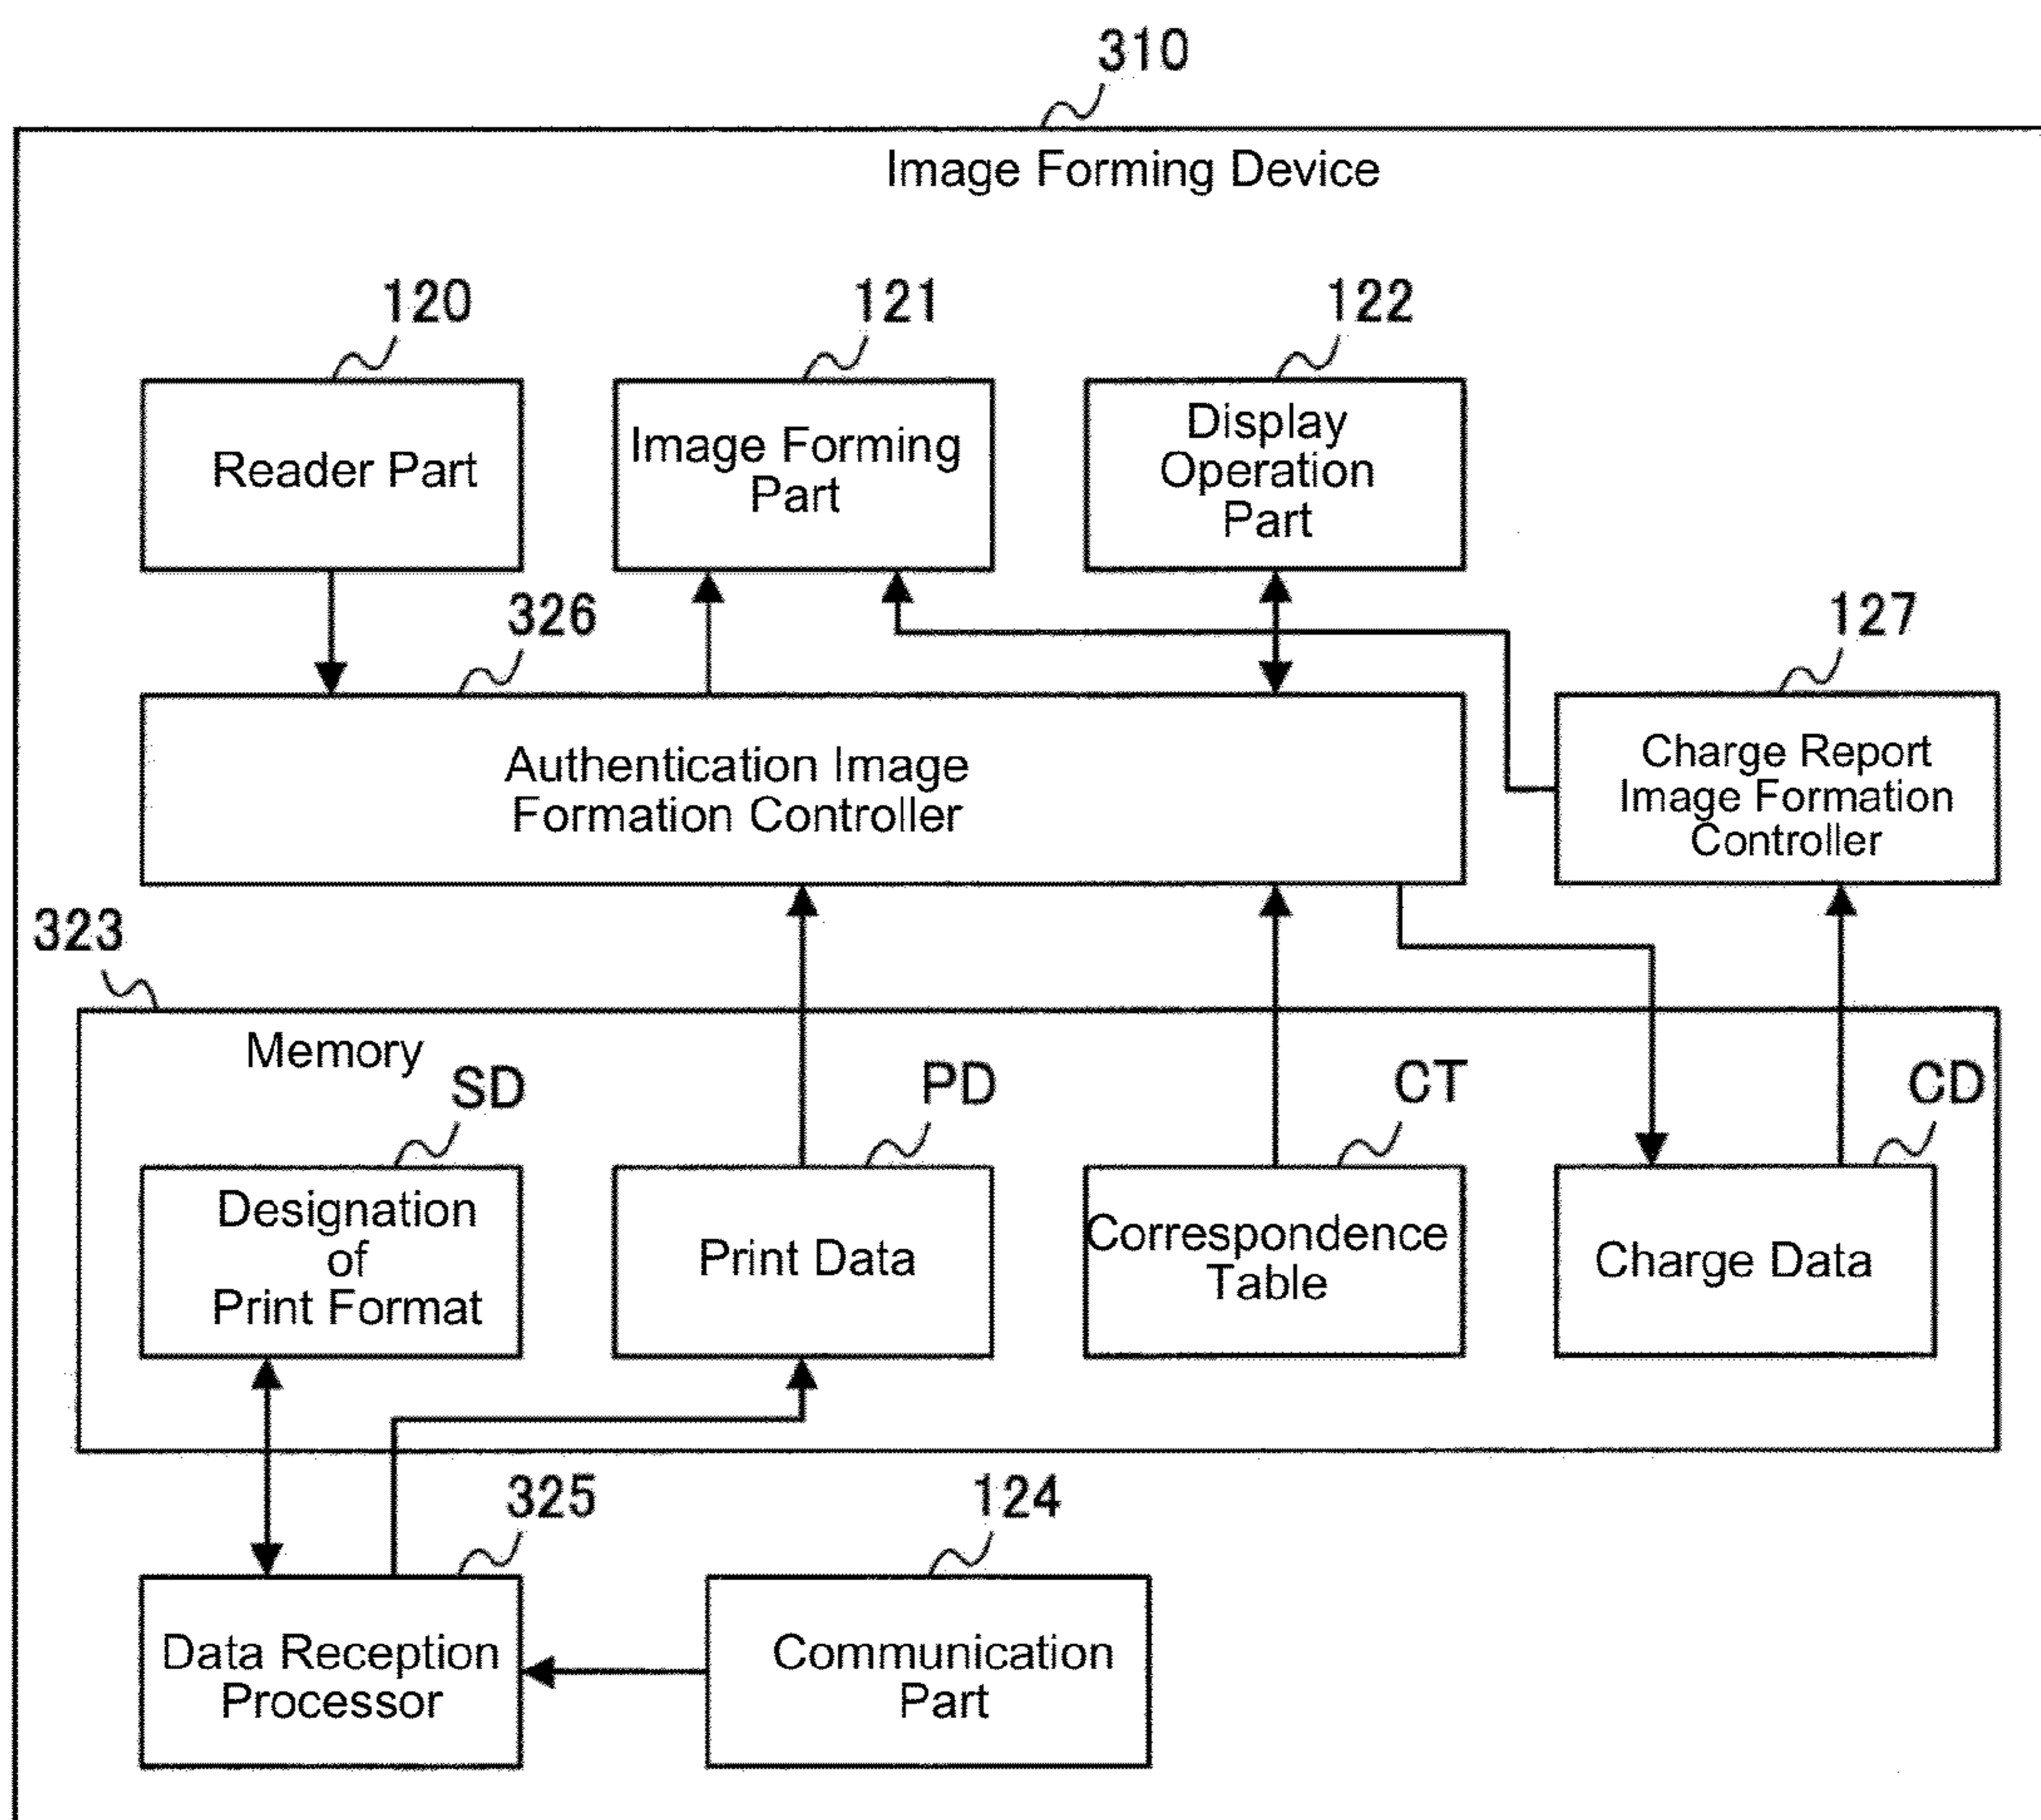 310
Image Forming Device
120
121
122
Reader Part
Image Forming
Part
Display
Operation
Part
326
127
Authentication Image
Formation Controller
Charge Report
Image Formation
Controller
323
Memory
SD
PD
CT
CD
Designation
of
Print Format
Print Data
Correspondence
Table
Charge Data
325
124
Data Reception
Processor
Communication
Part